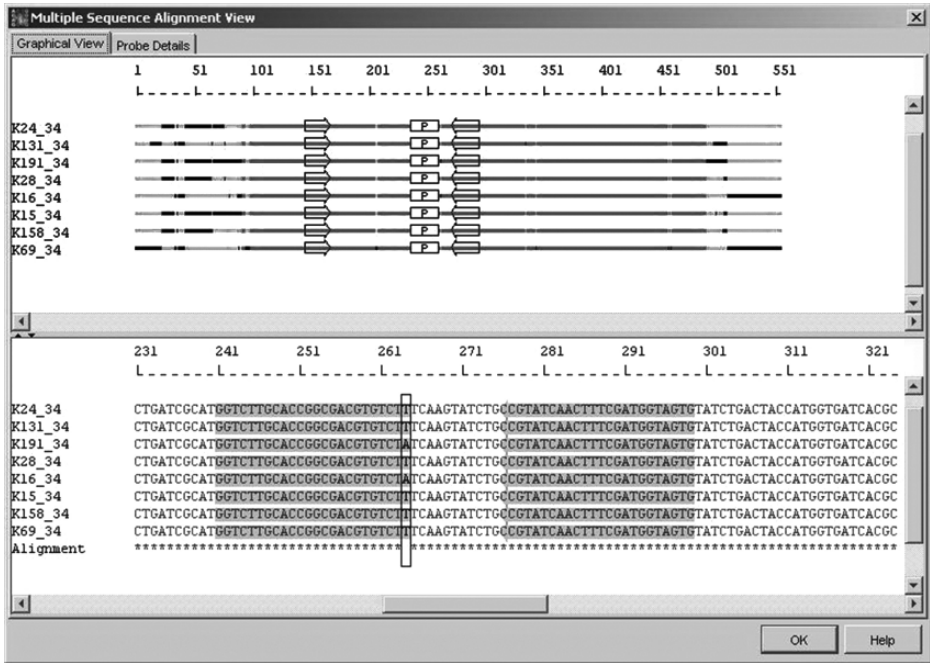 Multiple Sequence Alignment View
Graphical View Probe Details
1 51 101 151 201 251 301 351 401 451 501 551
K24_34 P
K131_34 P
K191_34 P
K28_34 P
K16_34 P
K15_34 P
K158_34 P
K69_34 P
231 241 251 261 271 281 291 301 311 321
K24_34 CTGATCGCATGGTCTTGCACCGGCGACGTGTCTTTCAAGTATCTGCCGTATCAACTTTCGATGGTAGTGTATCTGACTACCATGGTGATCACGC
K131_34 CTGATCGCATGGTCTTGCACCGGCGACGTGTCTTTCAAGTATCTGCCGTATCAACTTTCGATGGTAGTGTATCTGACTACCATGGTGATCACGC
K191_34 CTGATCGCATGGTCTTGCACCGGCGACGTGTCTATCAAGTATCTGCCGTATCAACTTTCGATGGTAGTGTATCTGACTACCATGGTGATCACGC
K28_34 CTGATCGCATGGTCTTGCACCGGCGACGTGTCTTTCAAGTATCTGCCGTATCAACTTTCGATGGTAGTGTATCTGACTACCATGGTGATCACGC
K16_34 CTGATCGCATGGTCTTGCACCGGCGACGTGTCTATCAAGTATCTGCCGTATCAACTTTCGATGGTAGTGTATCTGACTACCATGGTGATCACGC
K15_34 CTGATCGCATGGTCTTGCACCGGCGACGTGTCTTTCAAGTATCTGCCGTATCAACTTTCGATGGTAGTGTATCTGACTACCATGGTGATCACGC
K158_34 CTGATCGCATGGTCTTGCACCGGCGACGTGTCTTTCAAGTATCTGCCGTATCAACTTTCGATGGTAGTGTATCTGACTACCATGGTGATCACGC
K69_34 CTGATCGCATGGTCTTGCACCGGCGACGTGTCTTTCAAGTATCTGCCGTATCAACTTTCGATGGTAGTGTATCTGACTACCATGGTGATCACGC
Alignment *********************************************************************************************
OK Help